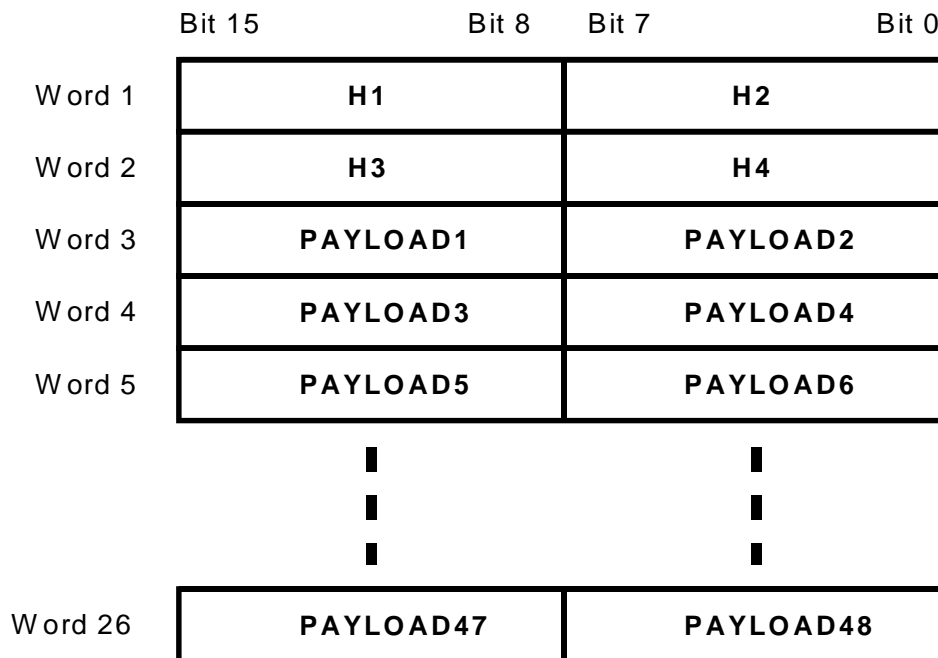 Bit 15 Bit 8 Bit 7 Bit 0
Word 1 H1 H2
Word 2 H3 H4
Word 3 PAYLOAD1 PAYLOAD2
Word 4 PAYLOAD3 PAYLOAD4
Word 5 PAYLOAD5 PAYLOAD6
Word 26 PAYLOAD47 PAYLOAD48